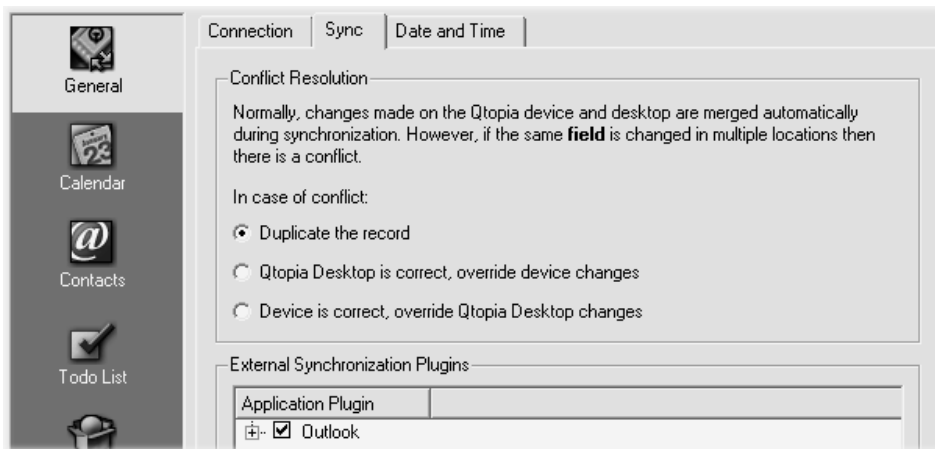 General
Calendar
Contacts
Todo List
Connection
Sync
Date and Time
Conflict Resolution
Normally, changes made on the Qtopia device and desktop are merged automatically
during synchronization. However, if the same field is changed in multiple locations then
there is a conflict.
In case of conflict:
Duplicate the record
Qtopia Desktop is correct, override device changes
Device is correct, override Qtopia Desktop changes
External Synchronization Plugins
Application Plugin
Outlook